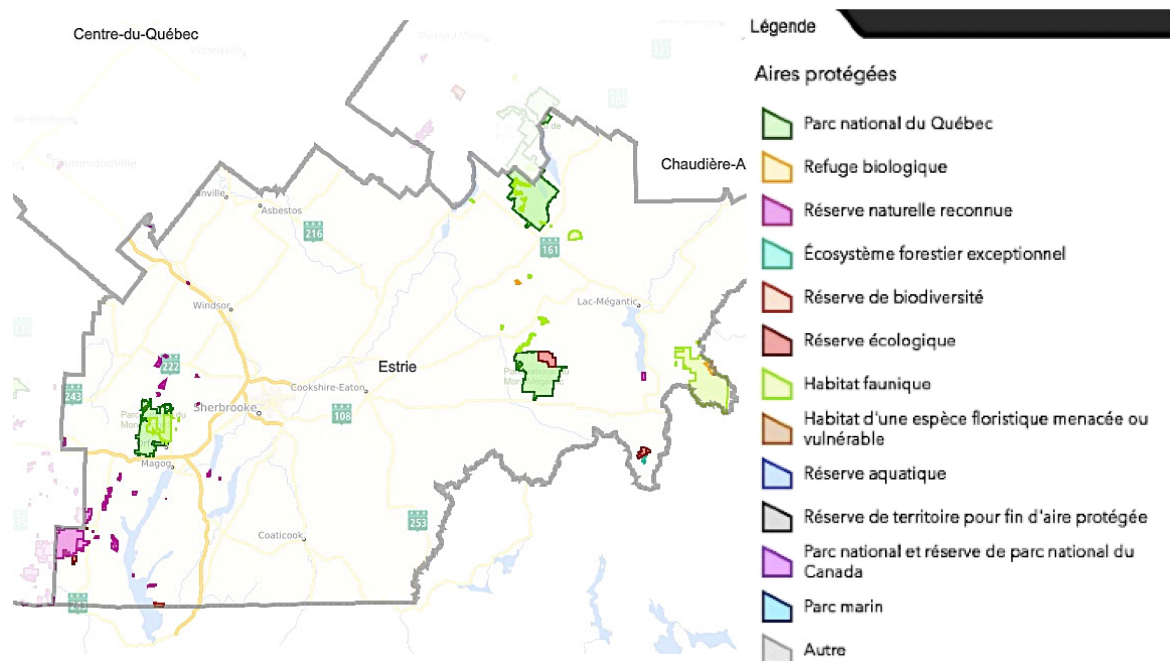 Centre-du-Québec
161
Chaudière-A
anville
Asbestos
216
161
Lac-Mégantic
Windsor
222
Estrie
Cookshire-Eaton
243
Sherbrooke
108
Magog
253
Coaticook
243
Légende
Aires protégées
Parc national du Québec
Refuge biologique
Réserve naturelle reconnue
Écosystème forestier exceptionnel
Réserve de biodiversité
Réserve écologique
Habitat faunique
Habitat d'une espèce floristique menacée ou
vulnérable
Réserve aquatique
Réserve de territoire pour fin d'aire protégée
Parc national et réserve de parc national du
Canada
Parc marin
Autre